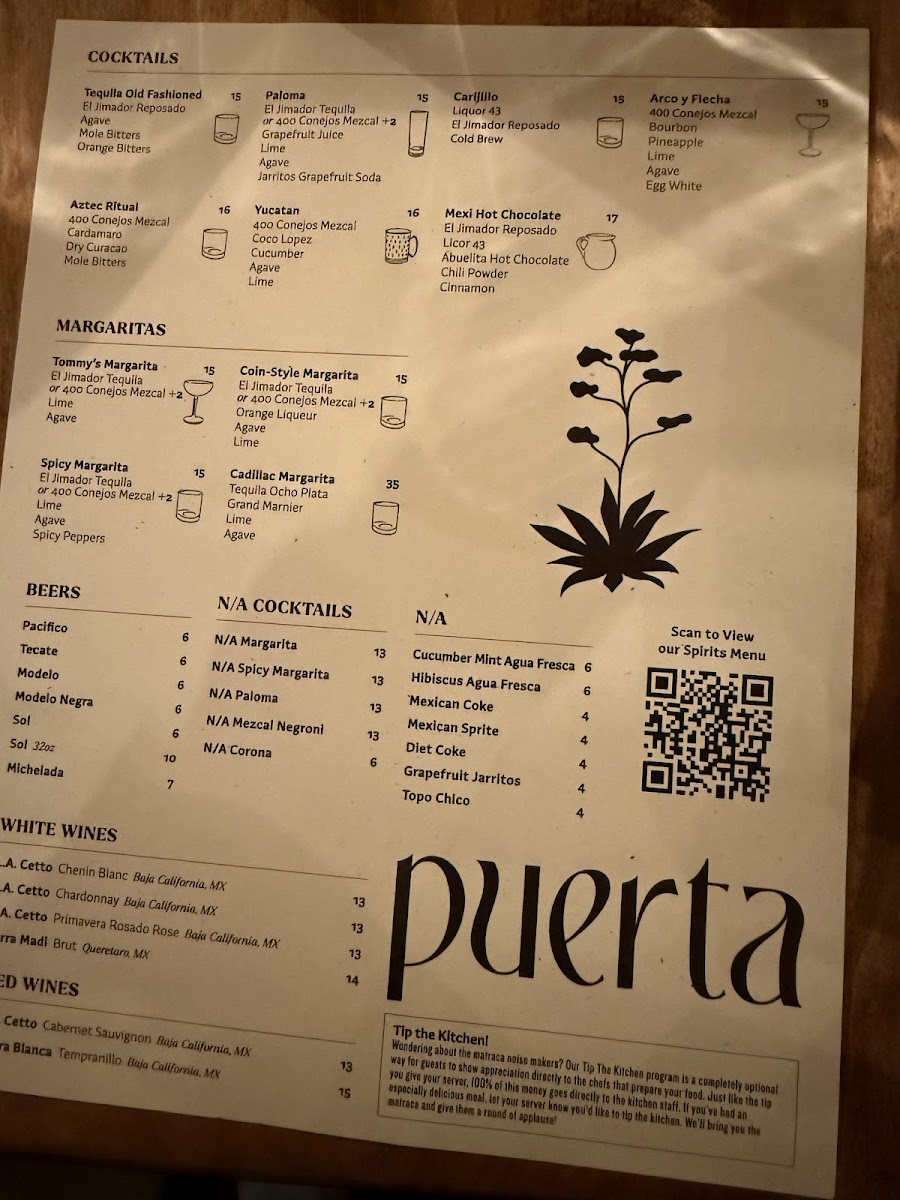 COCKTAILS
Tequila Old Fashioned 15
El Jimador Reposado
Agave
Mole Bitters
Orange Bitters
Paloma 15
El Jimador Tequila
or 400 Conejos Mezcal +2
Grapefruit Juice
Lime
Agave
Jarritos Grapefruit Soda
Carijillo 15
Liquor 43
El Jimador Reposado
Cold Brew
Arco y Flecha 15
400 Conejos Mezcal
Bourbon
Pineapple
Lime
Agave
Egg White
Aztec Ritual 16
400 Conejos Mezcal
Cardamaro
Dry Curacao
Mole Bitters
Yucatan 16
400 Conejos Mezcal
Coco Lopez
Cucumber
Agave
Lime
Mexi Hot Chocolate 17
El Jimador Reposado
Licor 43
Abuelita Hot Chocolate
Chili Powder
Cinnamon
MARGARITAS
Tommy's Margarita 15
El Jimador Tequila
or 400 Conejos Mezcal +2
Lime
Agave
Coin-Style Margarita 15
El Jimador Tequila
or 400 Conejos Mezcal +2
Orange Liqueur
Agave
Lime
Spicy Margarita 15
El Jimador Tequila
or 400 Conejos Mezcal +2
Lime
Agave
Spicy Peppers
Cadillac Margarita 35
Tequila Ocho Plata
Grand Marnier
Lime
Agave
BEERS
Pacifico 6
Tecate 6
Modelo 6
Modelo Negra 6
Sol 6
Sol 32oz 10
Michelada 7
N/A COCKTAILS
N/A Margarita 13
N/A Spicy Margarita 13
N/A Paloma 13
N/A Mezcal Negroni 13
N/A Corona 6
N/A
Cucumber Mint Agua Fresca 6
Hibiscus Agua Fresca 6
Mexican Coke 4
Mexican Sprite 4
Diet Coke 4
Grapefruit Jarritos 4
Topo Chico 4
Scan to View
our Spirits Menu
WHITE WINES
.A. Cetto Chenin Blanc Baja California, MX 13
.A. Cetto Chardonnay Baja California, MX 13
A. Cetto Primavera Rosado Rose Baja California, MX 13
rra Madi Brut Queretaro, MX 14
ED WINES
Cetto Cabernet Sauvignon Baja California, MX 13
ra Blanca Tempranillo Baja California, MX 15
puerta
Tip the Kitchen!
Wondering about the matraca noise makers? Our Tip The Kitchen program is a completely optional
way for guests to show appreciation directly to the chefs that prepare your food. Just like the tip
you give your server, 100% of this money goes directly to the kitchen staff. If you've had an
especially delicious meal, let your server know you'd like to tip the kitchen. We'll bring you the
matraca and give them a round of applause!